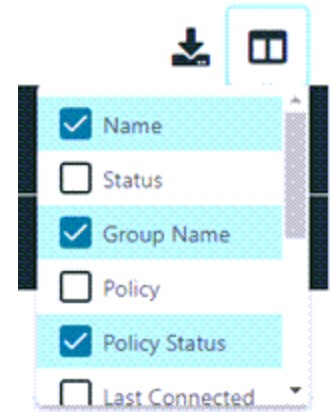 Name
Status
Group Name
Policy
Policy Status
Last Connected